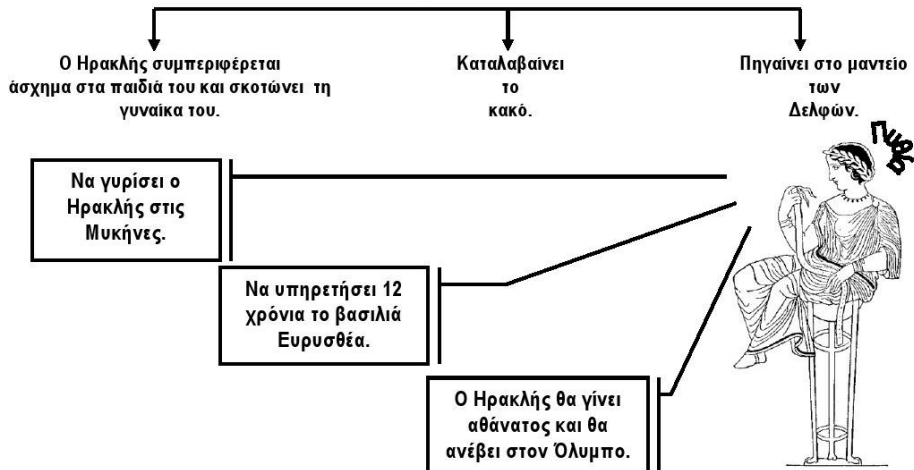 Ο Ηρακλής συμπεριφέρεται
άσχημα στα παιδιά του και σκοτώνει τη
γυναίκα του.
Καταλαβαίνει
το
κακό.
Πηγαίνει στο μαντείο
των
Δελφών.
Πυθία
Να γυρίσει ο
Ηρακλής στις
Μυκήνες.
Να υπηρετήσει 12
χρόνια το βασιλιά
Ευρυσθέα.
Ο Ηρακλής θα γίνει
αθάνατος και θα
ανέβει στον Όλυμπο.